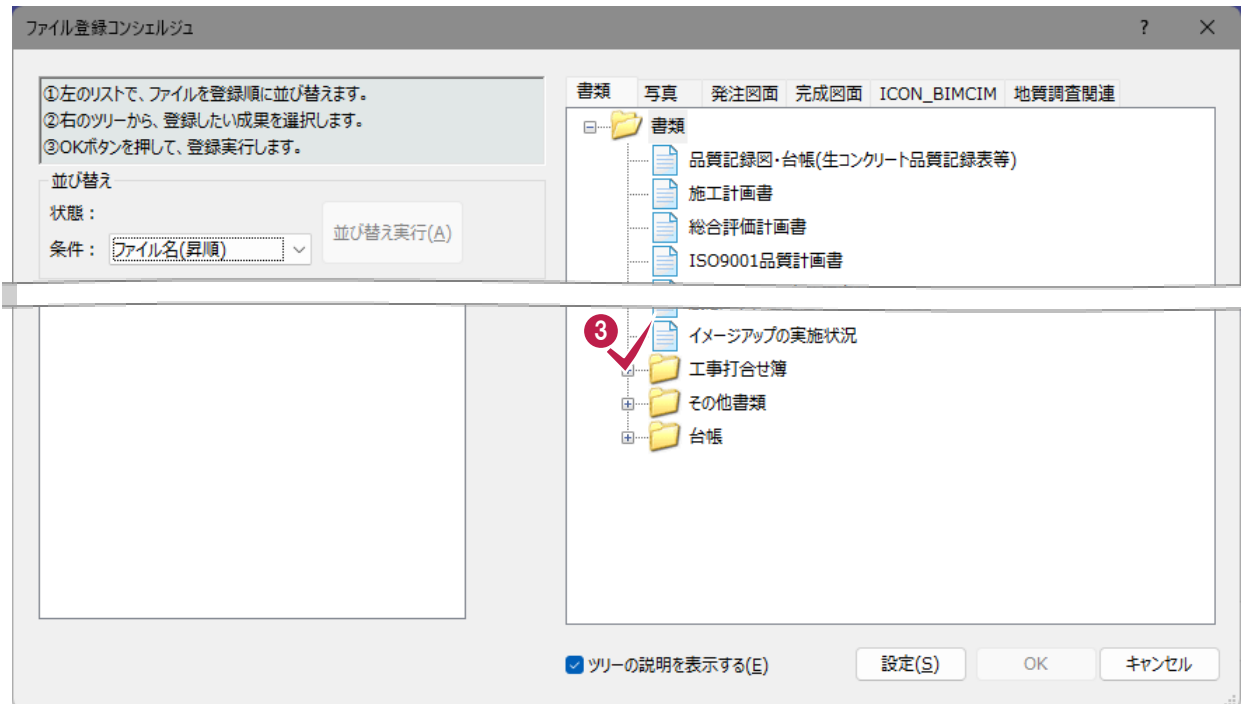 ファイル登録コンシェルジュ
?
①左のリストで、ファイルを登録順に並び替えます。
②右のツリーから、登録したい成果を選択します。
③OKボタンを押して、登録実行します。
並び替え
状態：
条件： ファイル名(昇順)
並び替え実行(A)
書類 写真 発注図面 完成図面 ICON_BIMCIM 地質調査関連
書類
品質記録図・台帳(生コンクリート品質記録表等)
施工計画書
総合評価計画書
ISO9001品質計画書
3
イメージアップの実施状況
工事打合せ簿
その他書類
台帳
ツリーの説明を表示する(E)
設定(S) OK キャンセル